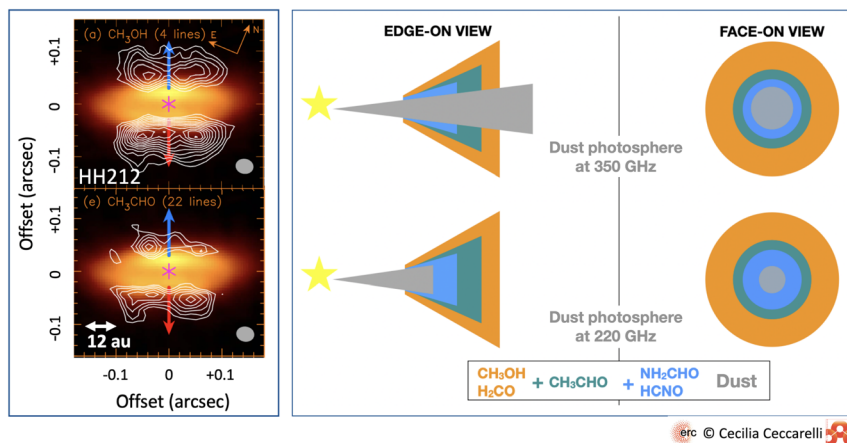 (a) CH₃OH (4 lines)
E
N
+0.1
0
-0.1
HH212
Offset (arcsec)
(e) CH₃CHO (22 lines)
+0.1
0
-0.1
12 au
-0.1
0
+0.1
Offset (arcsec)
EDGE-ON VIEW
FACE-ON VIEW
Dust photosphere
at 350 GHz
Dust photosphere
at 220 GHz
CH₃OH
H₂CO
+ CH₃CHO
+ NH₂CHO
HCNO
Dust
erc © Cecilia Ceccarelli